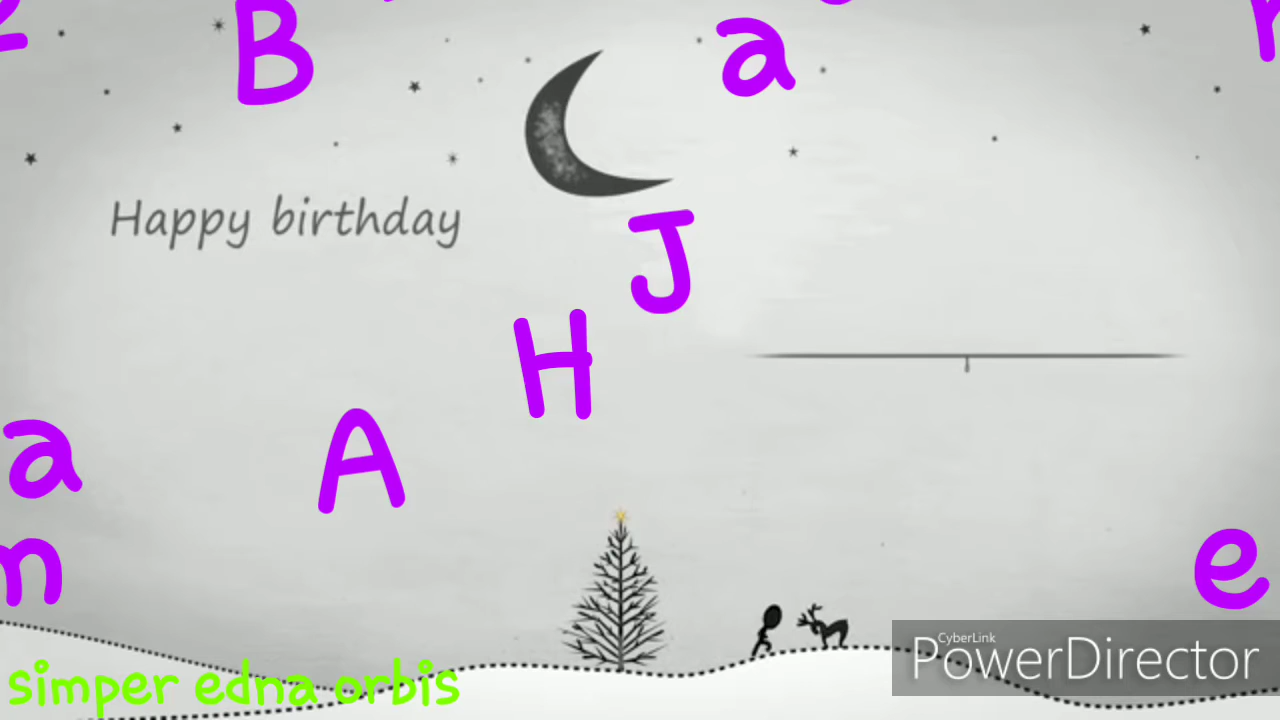 B
a
Happy birthday
J
H
A
a
n
e
simper edna orbis
CyberLink
PowerDirector